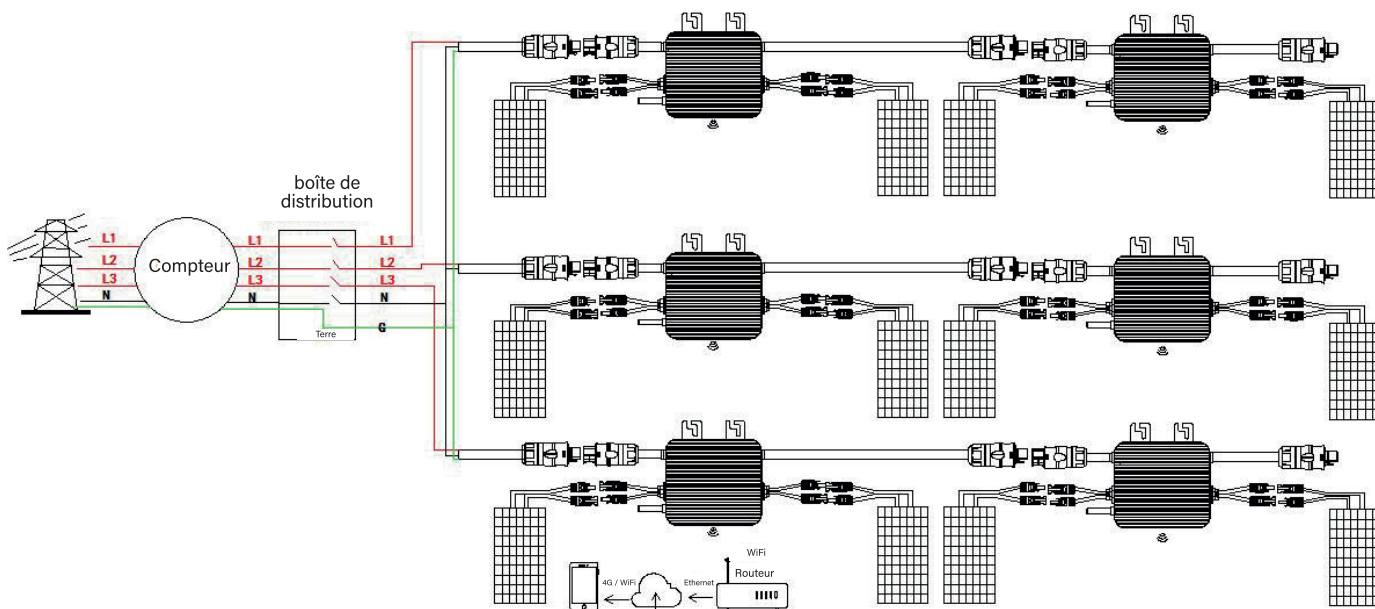 boîte de
distribution
L1 L1 L1
L2 Compteur L2 L2
L3 L3 L3
N N N
Terre G
WiFi
4G / WiFi Ethernet Routeur